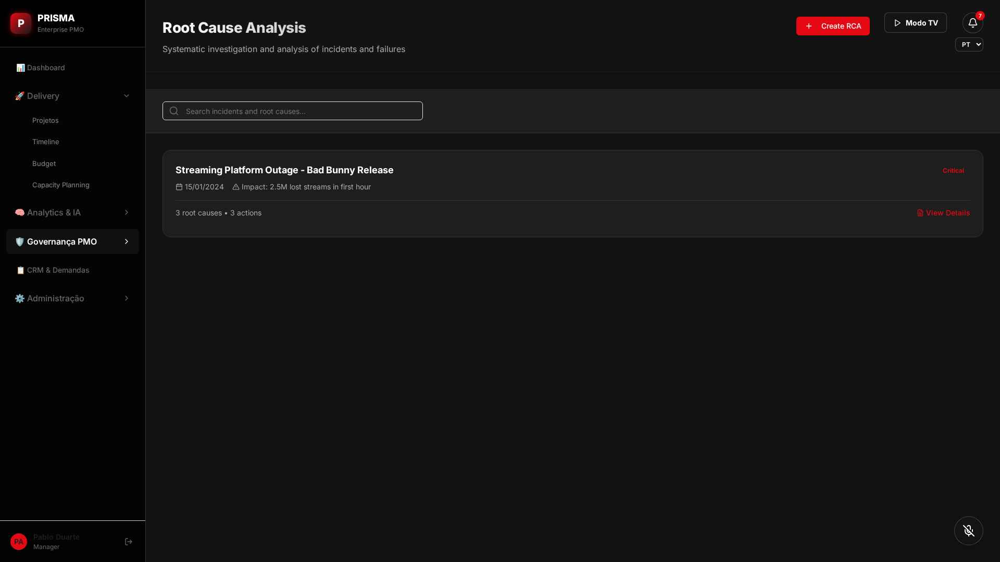 P
PRISMA
Enterprise PMO
📊 Dashboard
🚀 Delivery
Projetos
Timeline
Budget
Capacity Planning
🧠 Analytics & IA
🛡️ Governança PMO
📋 CRM & Demandas
⚙️ Administração
PA
Pablo Duarte
Manager
Root Cause Analysis
Systematic investigation and analysis of incidents and failures
Create RCA
Modo TV
7
PT
Search incidents and root causes...
Streaming Platform Outage - Bad Bunny Release
Critical
15/01/2024 Impact: 2.5M lost streams in first hour
3 root causes • 3 actions
View Details